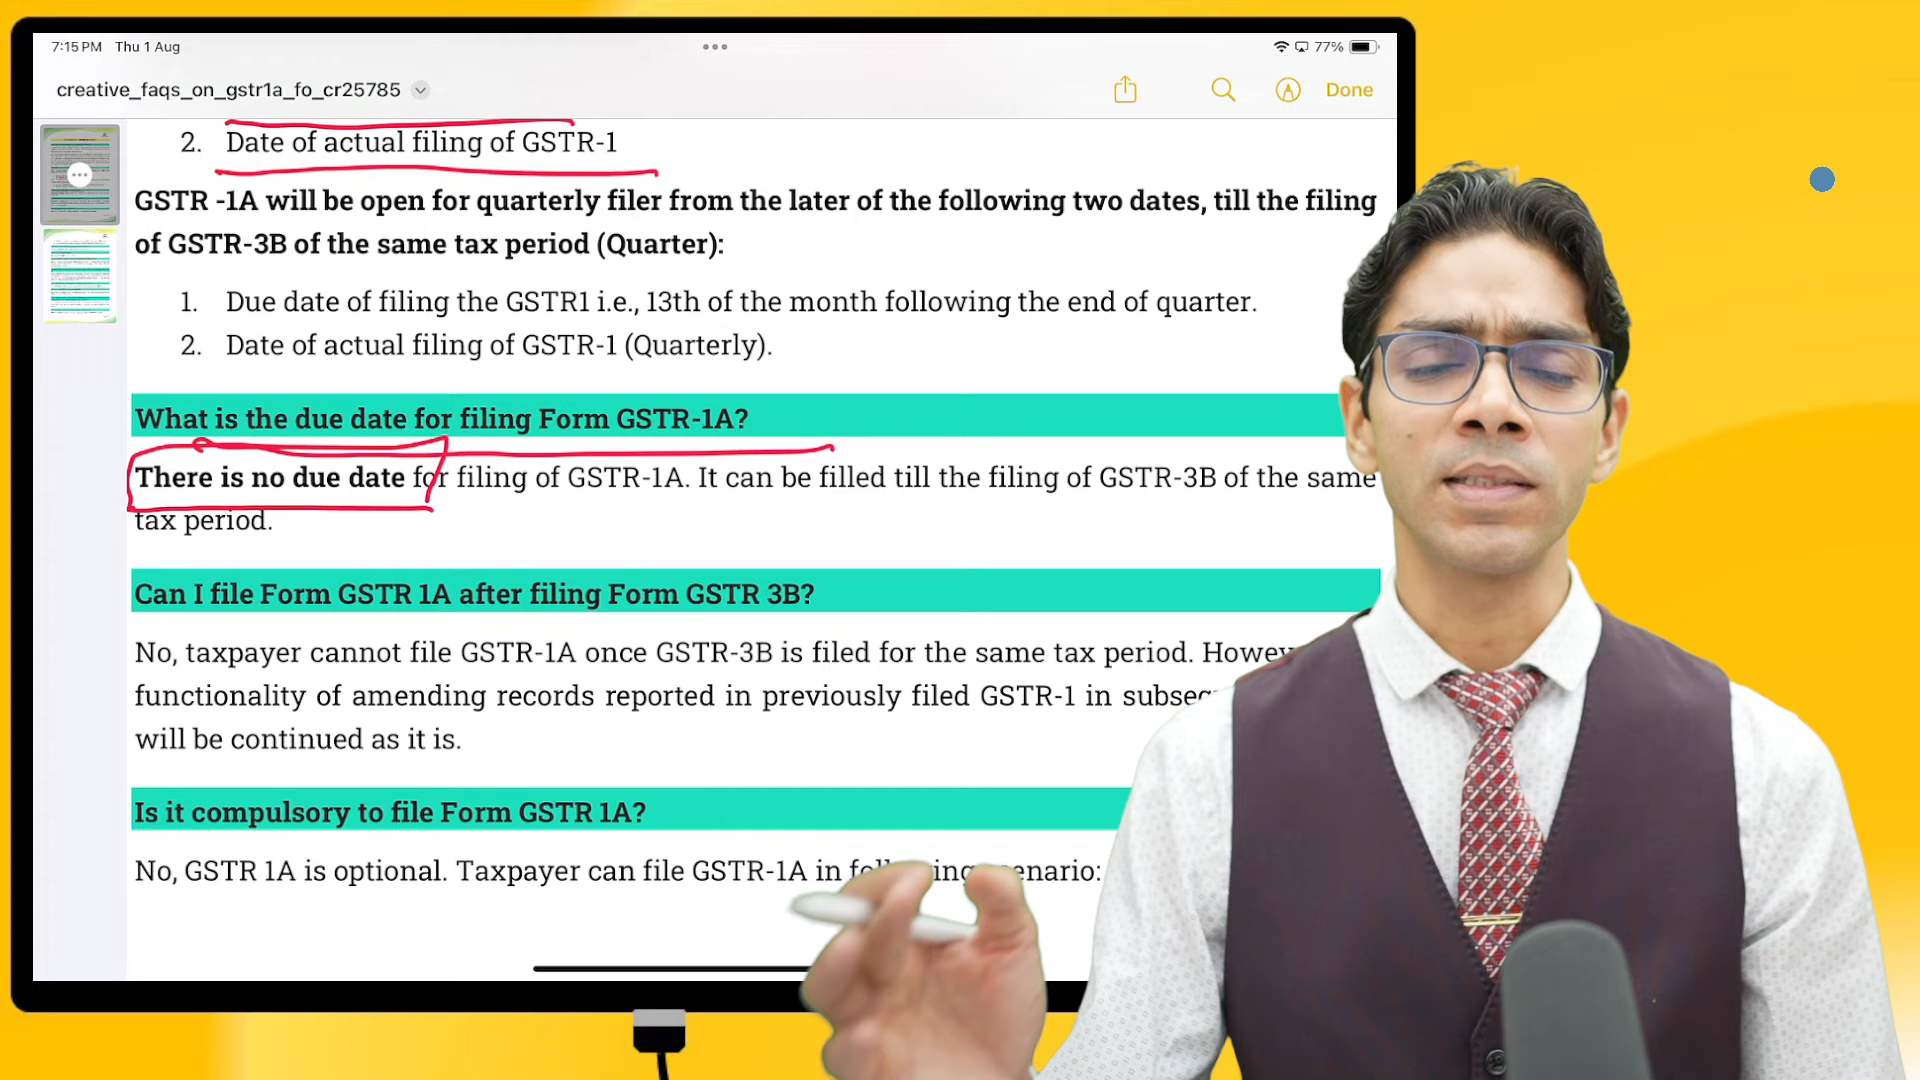 7:15 PM Thu 1 Aug
77%
creative_faqs_on_gstr1a_fo_cr25785
Done
2. Date of actual filing of GSTR-1
GSTR -1A will be open for quarterly filer from the later of the following two dates, till the filing
of GSTR-3B of the same tax period (Quarter):
1. Due date of filing the GSTR1 i.e., 13th of the month following the end of quarter.
2. Date of actual filing of GSTR-1 (Quarterly).
What is the due date for filing Form GSTR-1A?
There is no due date for filing of GSTR-1A. It can be filled till the filing of GSTR-3B of the same
tax period.
Can I file Form GSTR 1A after filing Form GSTR 3B?
No, taxpayer cannot file GSTR-1A once GSTR-3B is filed for the same tax period.
functionality of amending records reported in previously filed GSTR-1 in
will be continued as it is.
Is it compulsory to file Form GSTR 1A?
No, GSTR 1A is optional. Taxpayer can file GSTR-1A in